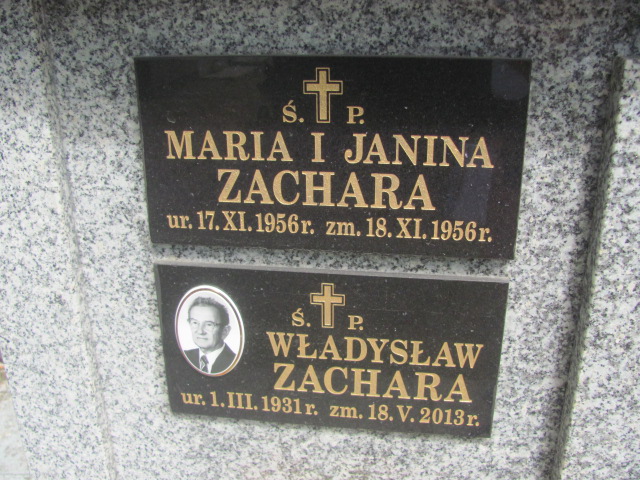 Ś. P.
MARIA I JANINA
ZACHARA
ur. 17. XI. 1956 r. zm. 18. XI. 1956 r.
Ś. P.
WŁADYSŁAW
ZACHARA
ur. 1. III. 1931 r. zm. 18. V. 2013 r.